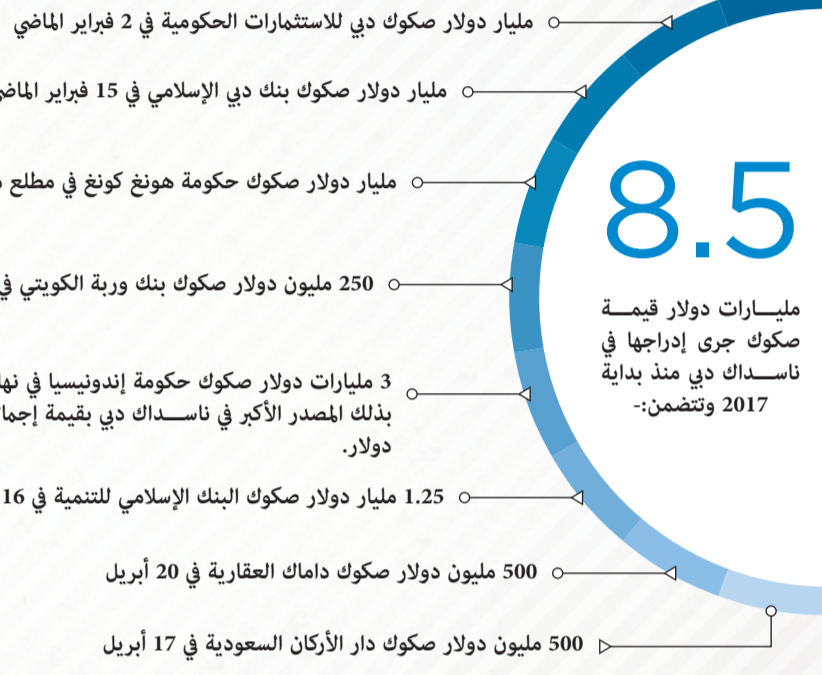 8.5
مليارات دولار قيمة
صكوك جرى إدراجها في
ناسداك دبي منذ بداية
2017 وتتضمن:-
مليار دولار صكوك دبي للاستثمارات الحكومية في 2 فبراير الماضي
مليار دولار صكوك بنك دبي الإسلامي في 15 فبراير
مليار دولار صكوك حكومة هونغ كونغ في مطلع
250 مليون دولار صكوك بنك وربة الكويتي في
3 مليارات دولار صكوك حكومة إندونيسيا في
بذلك المصدر الأكبر في ناسداك دبي بقيمة
دولار.
1.25 مليار دولار صكوك البنك الإسلامي للتنمية في 16
500 مليون دولار صكوك داماك العقارية في 20 أبريل
500 مليون دولار صكوك دار الأركان السعودية في 17 أبريل